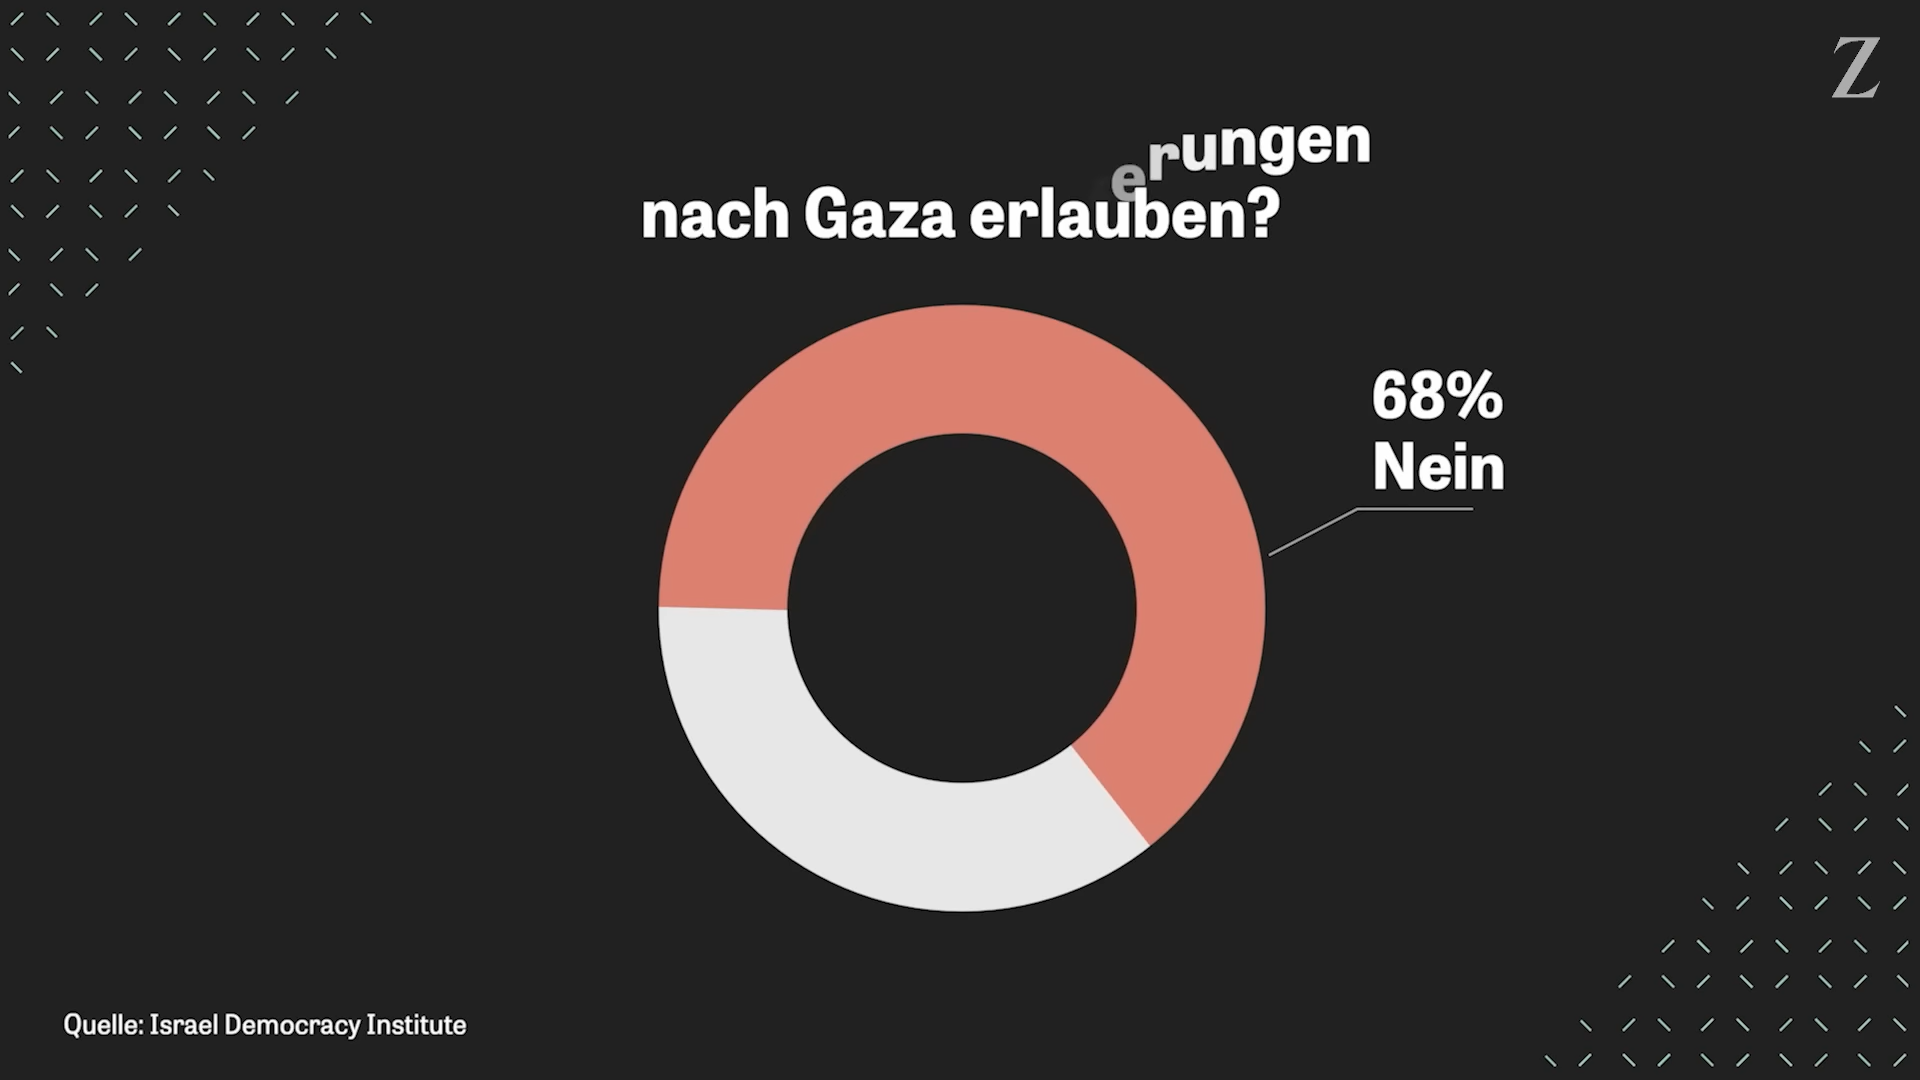 erungen
nach Gaza erlauben?
68%
Nein
Quelle: Israel Democracy Institute
Z